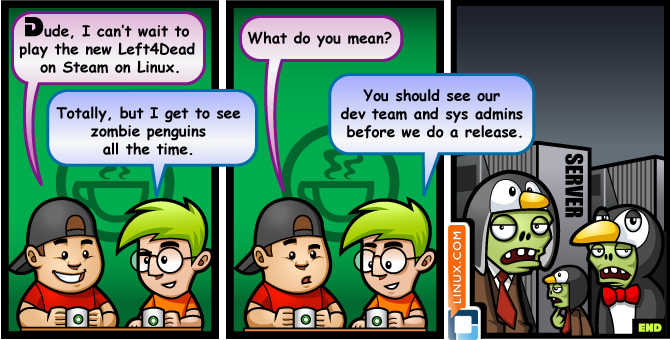 Dude, I can't wait to
play the new Left4Dead
on Steam on Linux.
Totally, but I get to see
zombie penguins
all the time.
What do you mean?
You should see our
dev team and sys admins
before we do a release.
SERVER
LINUX.COM
END